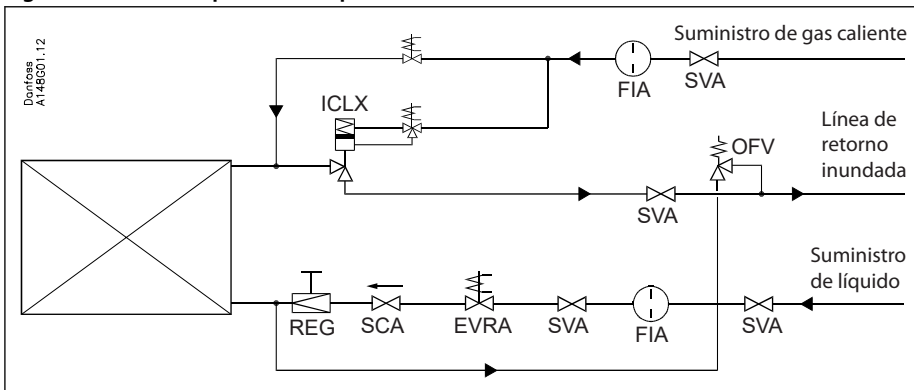 Danfoss
A148G01.12
Suministro de gas caliente
FIA
SVA
ICLX
Línea de
retorno
inundada
OFV
SVA
Suministro
de líquido
REG
SCA
EVRA
SVA
FIA
SVA